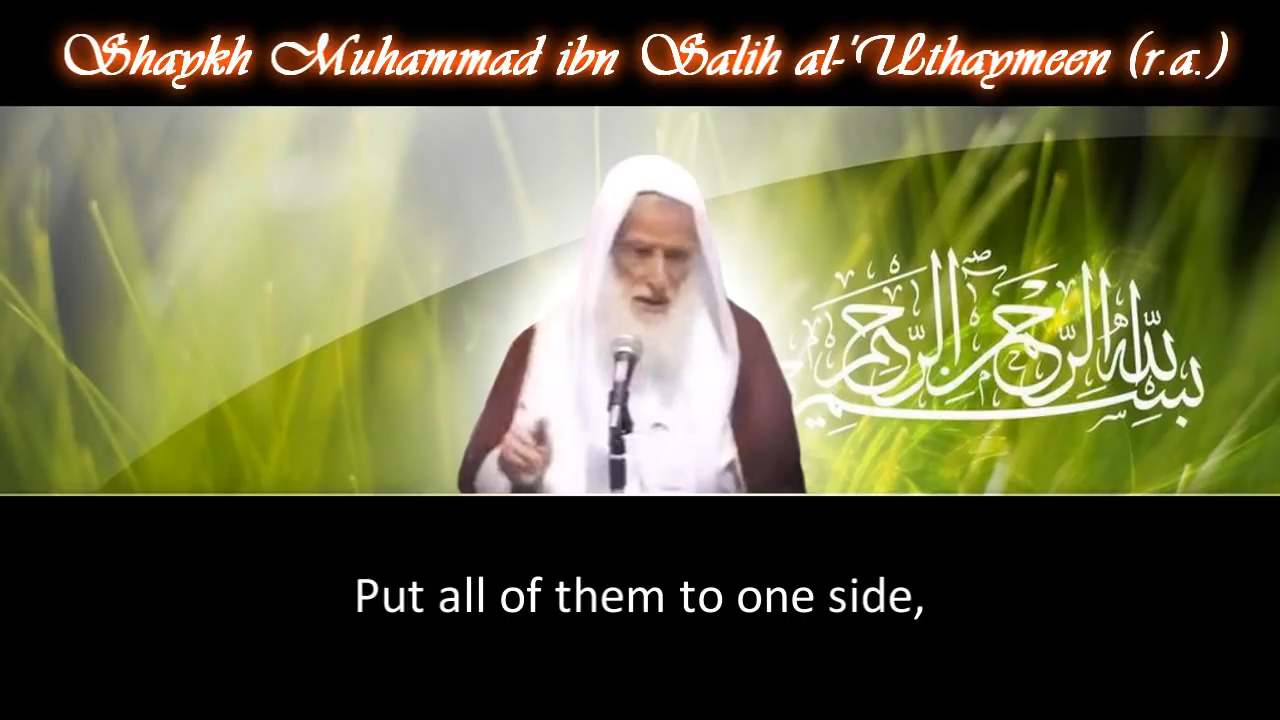 Shaykh Muhammad ibn Salih al-'Uthaymeen (r.a.)
بسم الله الرحمن الرحيم
Put all of them to one side,